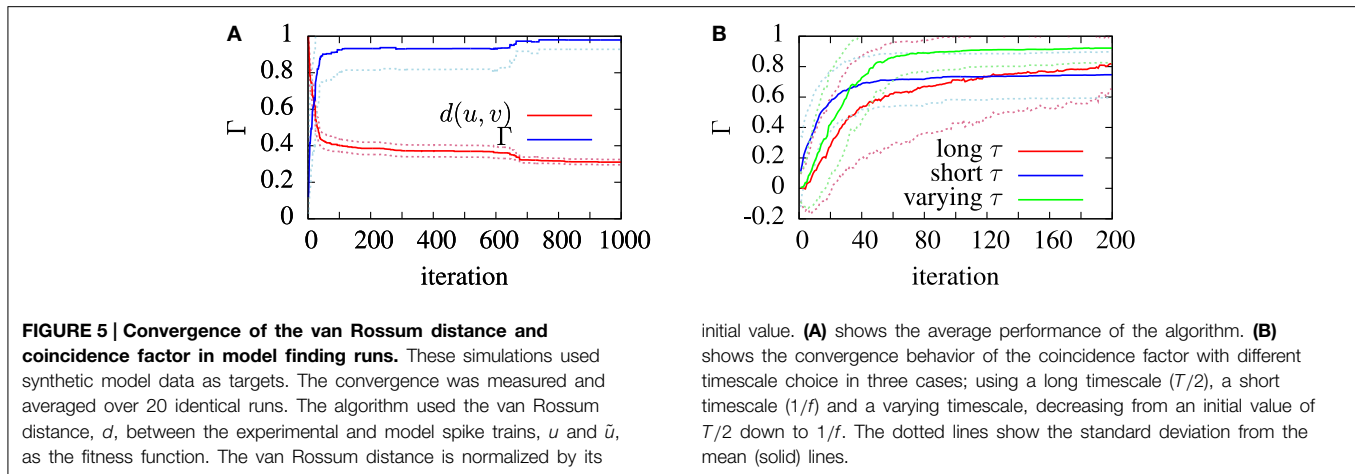 A
1
0.8
0.6
0.4
0.2
0
Γ
d(u, v)
Γ
0 200 400 600 800 1000
iteration
B
1
0.8
0.6
0.4
0.2
0
-0.2
Γ
long τ
short τ
varying τ
0 40 80 120 160 200
iteration
FIGURE 5 | Convergence of the van Rossum distance and
coincidence factor in model finding runs. These simulations used
synthetic model data as targets. The convergence was measured and
averaged over 20 identical runs. The algorithm used the van Rossum
distance, d, between the experimental and model spike trains, u and ũ,
as the fitness function. The van Rossum distance is normalized by its
initial value. (A) shows the average performance of the algorithm. (B)
shows the convergence behavior of the coincidence factor with different
timescale choice in three cases; using a long timescale (T/2), a short
timescale (1/f) and a varying timescale, decreasing from an initial value of
T/2 down to 1/f. The dotted lines show the standard deviation from the
mean (solid) lines.